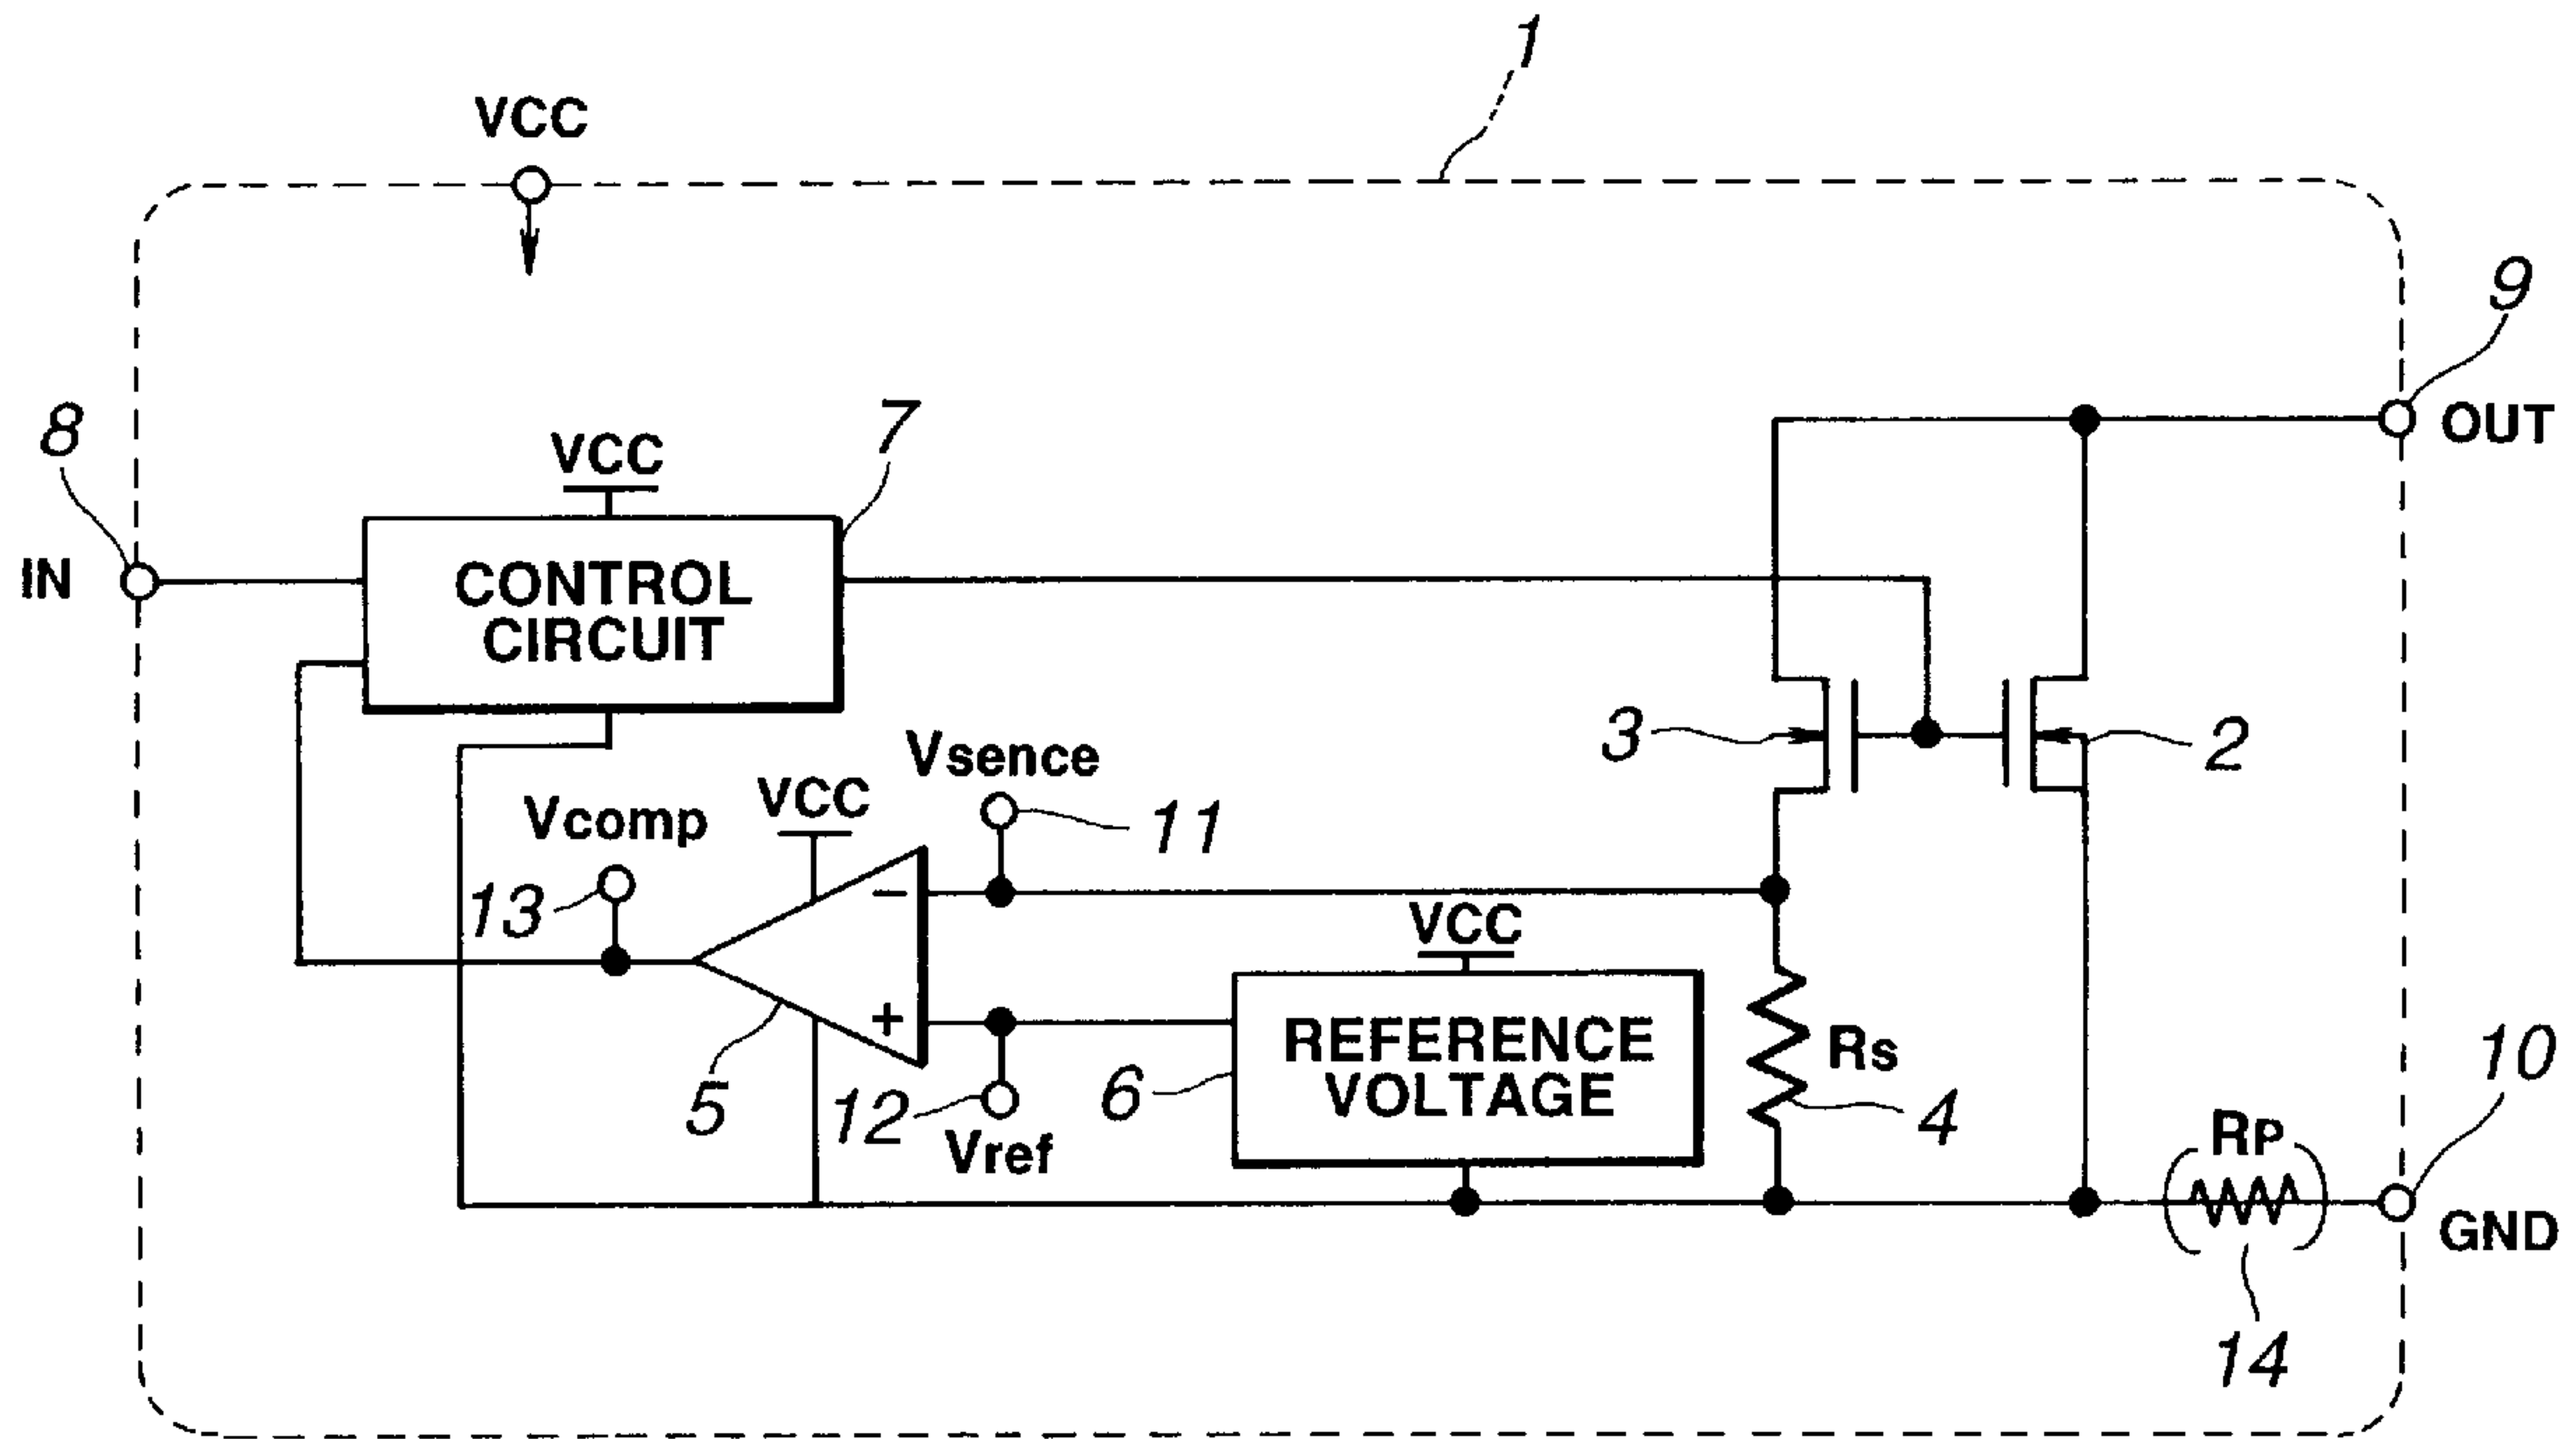 1
VCC
9
8
VCC
7
OUT
IN
CONTROL
CIRCUIT
3
2
Vsence
11
VCC
Vcomp
13
−
VCC
+
REFERENCE
VOLTAGE
Rs
10
5
12
6
4
Vref
(RP)
GND
14